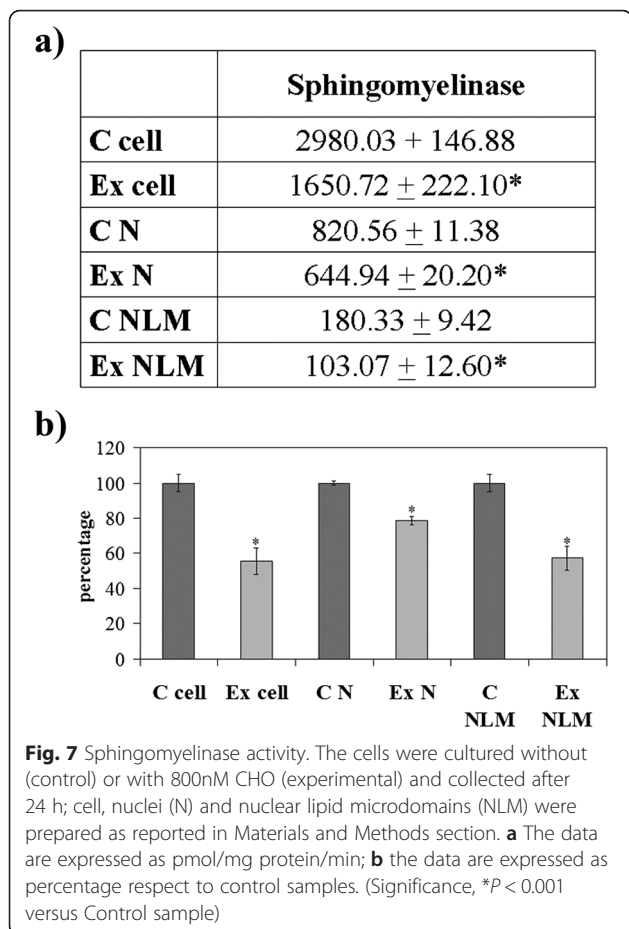 a)
Sphingomyelinase
C cell 2980.03 + 146.88
Ex cell 1650.72 ± 222.10*
C N 820.56 ± 11.38
Ex N 644.94 ± 20.20*
C NLM 180.33 ± 9.42
Ex NLM 103.07 ± 12.60*
b)
120
100
80
60
40
20
0
percentage
*
*
*
C cell Ex cell C N Ex N C NLM Ex NLM
Fig. 7 Sphingomyelinase activity. The cells were cultured without
(control) or with 800nM CHO (experimental) and collected after
24 h; cell, nuclei (N) and nuclear lipid microdomains (NLM) were
prepared as reported in Materials and Methods section. a The data
are expressed as pmol/mg protein/min; b the data are expressed as
percentage respect to control samples. (Significance, *P < 0.001
versus Control sample)